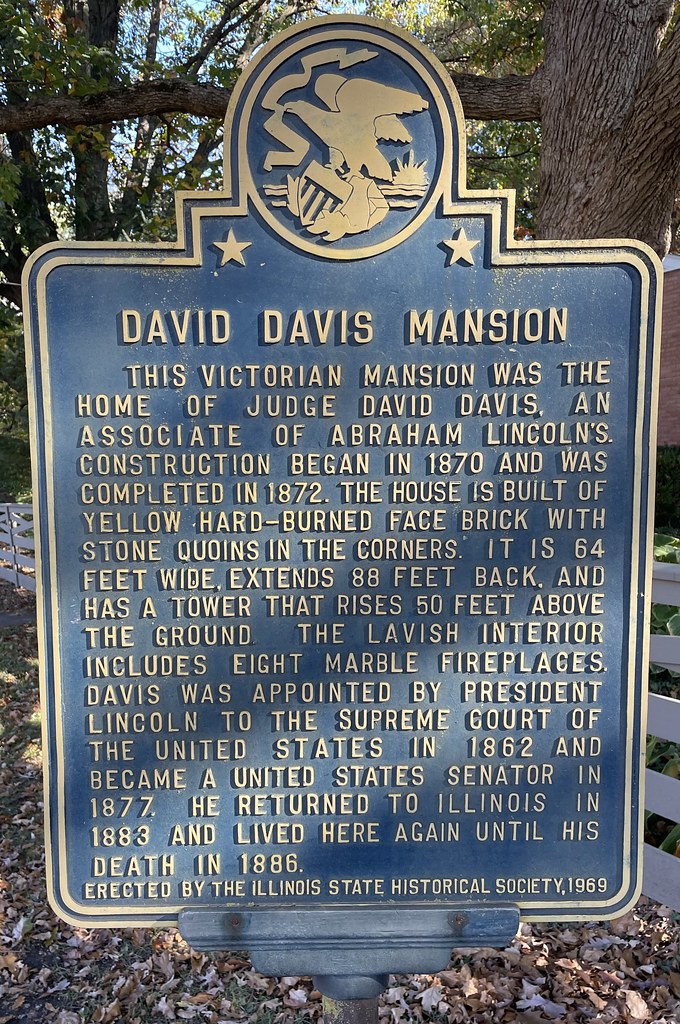 DAVID DAVIS MANSION
THIS VICTORIAN MANSION WAS THE
HOME OF JUDGE DAVID DAVIS, AN
ASSOCIATE OF ABRAHAM LINCOLN'S.
CONSTRUCTION BEGAN IN 1870 AND WAS
COMPLETED IN 1872. THE HOUSE IS BUILT OF
YELLOW HARD-BURNED FACE BRICK WITH
STONE QUOINS IN THE CORNERS. IT IS 64
FEET WIDE, EXTENDS 88 FEET BACK, AND
HAS A TOWER THAT RISES 50 FEET ABOVE
THE GROUND. THE LAVISH INTERIOR
INCLUDES EIGHT MARBLE FIREPLACES.
DAVIS WAS APPOINTED BY PRESIDENT
LINCOLN TO THE SUPREME COURT OF
THE UNITED STATES IN 1862 AND
BECAME A UNITED STATES SENATOR IN
1877. HE RETURNED TO ILLINOIS IN
1883 AND LIVED HERE AGAIN UNTIL HIS
DEATH IN 1886.
ERECTED BY THE ILLINOIS STATE HISTORICAL SOCIETY, 1969